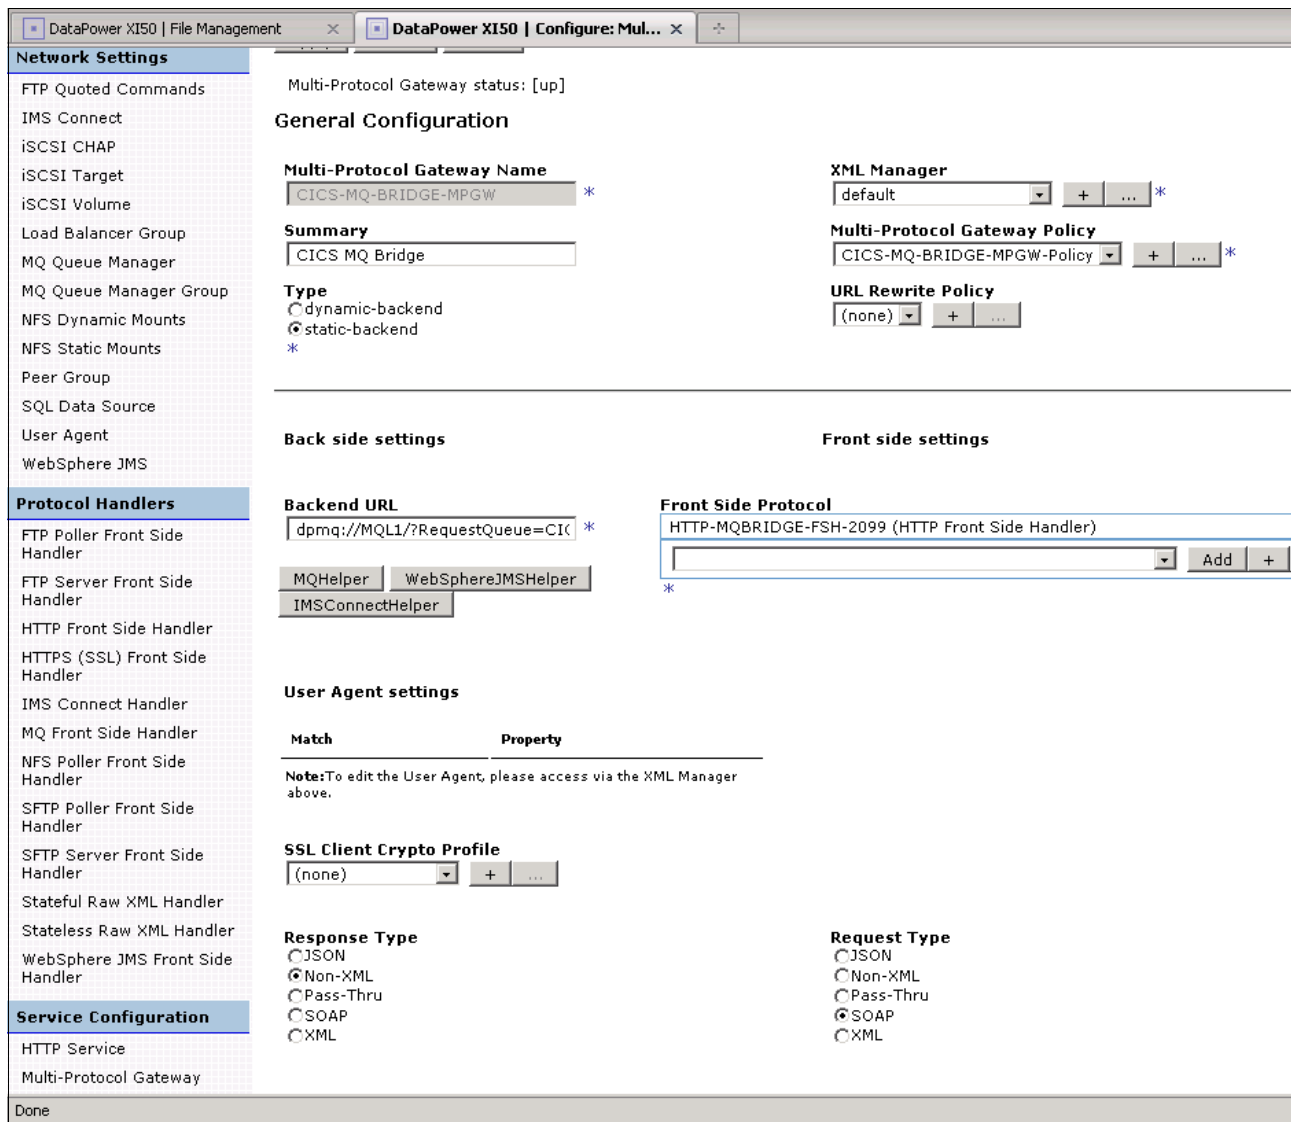 DataPower XI50 | File Management
DataPower XI50 | Configure: Mul...
Network Settings
FTP Quoted Commands
IMS Connect
iSCSI CHAP
iSCSI Target
iSCSI Volume
Load Balancer Group
MQ Queue Manager
MQ Queue Manager Group
NFS Dynamic Mounts
NFS Static Mounts
Peer Group
SQL Data Source
User Agent
WebSphere JMS
Protocol Handlers
FTP Poller Front Side
Handler
FTP Server Front Side
Handler
HTTP Front Side Handler
HTTPS (SSL) Front Side
Handler
IMS Connect Handler
MQ Front Side Handler
NFS Poller Front Side
Handler
SFTP Poller Front Side
Handler
SFTP Server Front Side
Handler
Stateful Raw XML Handler
Stateless Raw XML Handler
WebSphere JMS Front Side
Handler
Service Configuration
HTTP Service
Multi-Protocol Gateway
Multi-Protocol Gateway status: [up]
General Configuration
Multi-Protocol Gateway Name
CICS-MQ-BRIDGE-MPGW *
Summary
CICS MQ Bridge
Type
dynamic-backend
static-backend
*
XML Manager
default + ... *
Multi-Protocol Gateway Policy
CICS-MQ-BRIDGE-MPGW-Policy + ... *
URL Rewrite Policy
(none) + ...
Back side settings
Front side settings
Backend URL
dpmq://MQL1/?RequestQueue=CI( *
MQHelper WebSphereJMSHelper
IMSConnectHelper
Front Side Protocol
HTTP-MQBRIDGE-FSH-2099 (HTTP Front Side Handler)
Add +
*
User Agent settings
Match Property
Note:To edit the User Agent, please access via the XML Manager
above.
SSL Client Crypto Profile
(none) + ...
Response Type
JSON
Non-XML
Pass-Thru
SOAP
XML
Request Type
JSON
Non-XML
Pass-Thru
SOAP
XML
Done